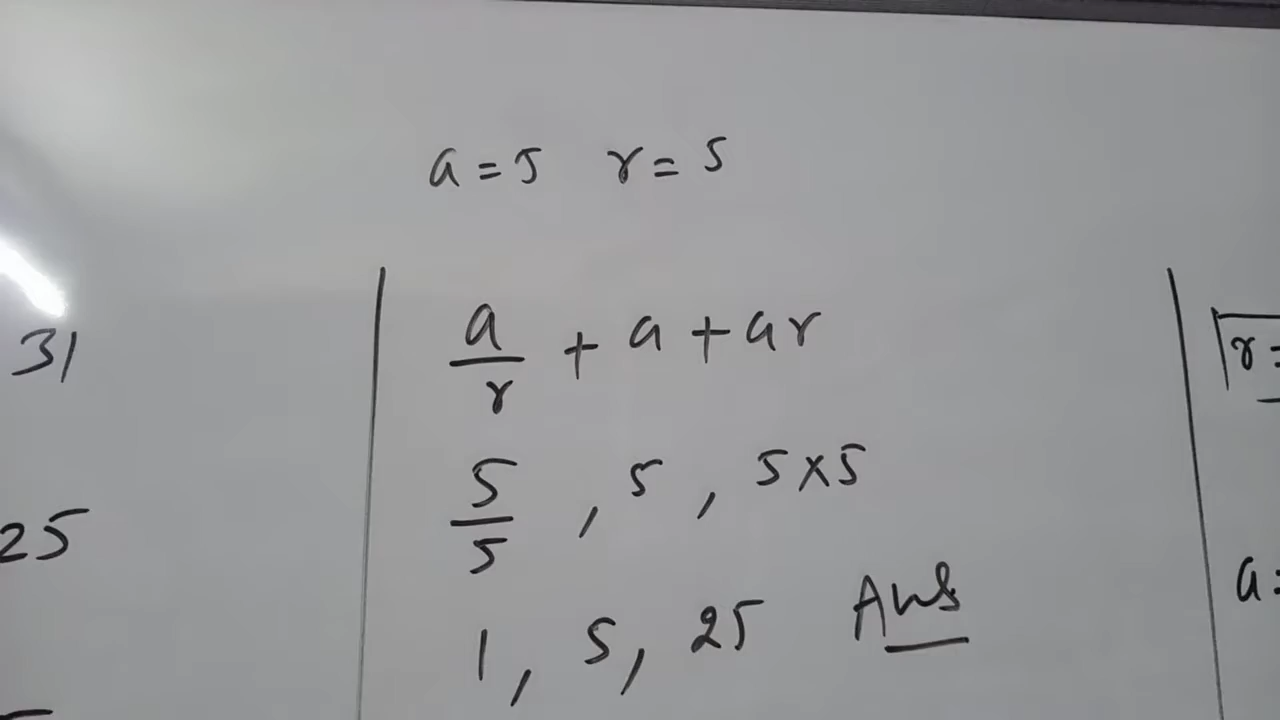 a = 5 r = 5
31
a/r + a + ar
r =
5/5 , 5 , 5×5
25
a =
1 , 5 , 25 Ans